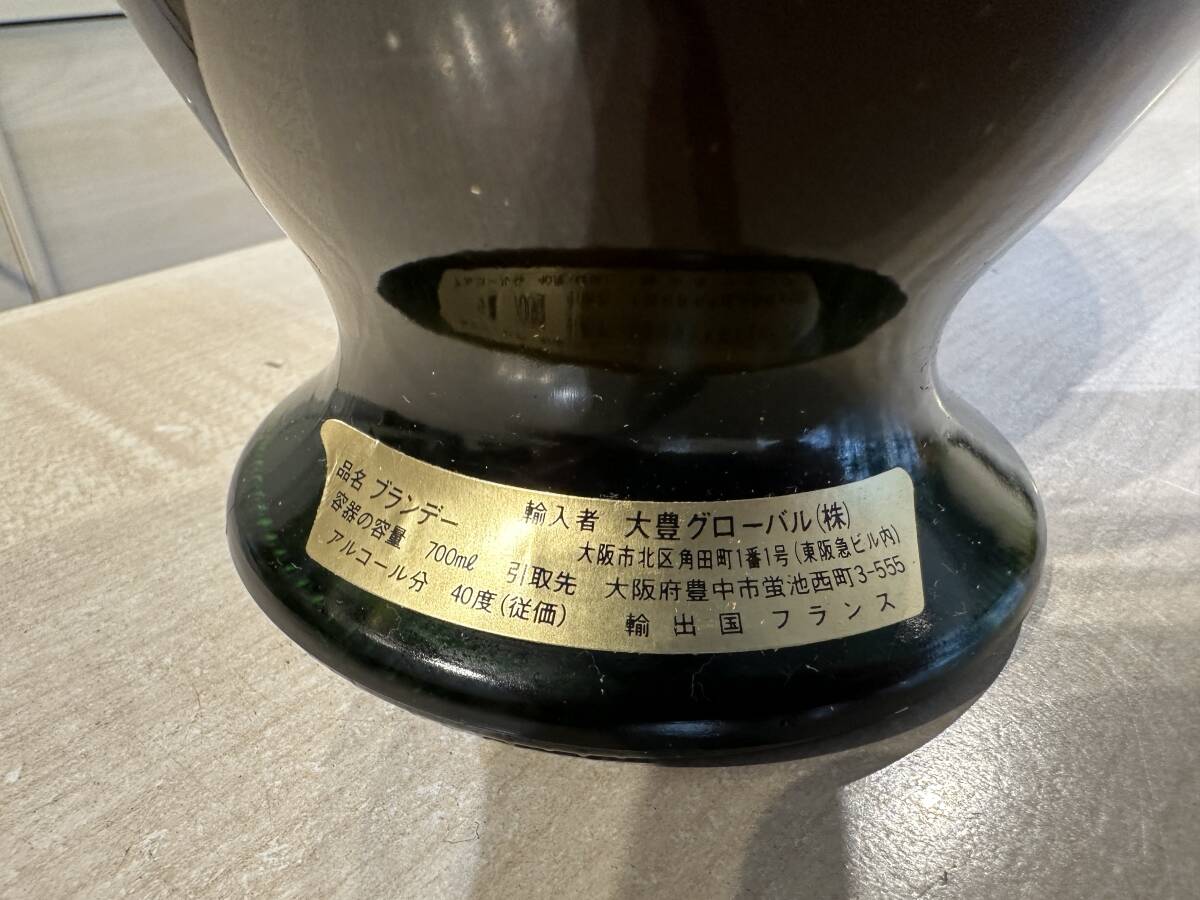 品名 ブランデー
容器の容量 700㎖
アルコール分 40度(従価)
輸入者 大豊グローバル(株)
大阪市北区角田町1番1号(東阪急ビル内)
引取先 大阪府豊中市蛍池西町3-555
輸出国 フランス